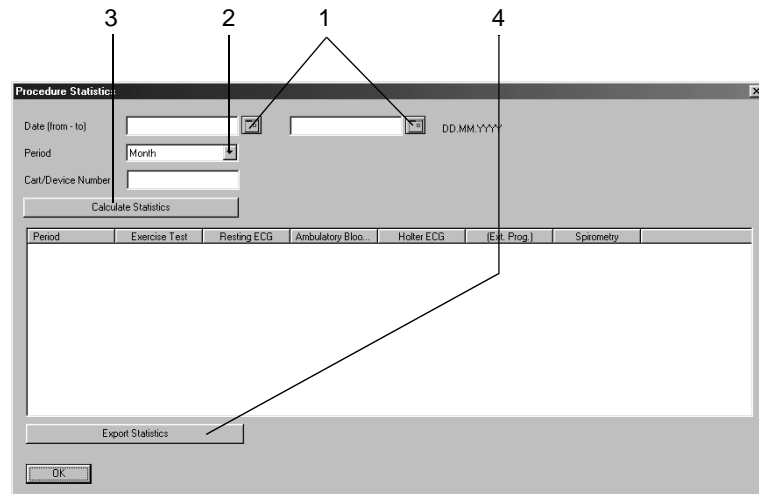 3 2 1 4
Procedure Statistics
Date (from - to) DD.MM.YYYY
Period Month
Cart/Device Number
Calculate Statistics
Period Exercise Test Resting ECG Ambulatory Bloo... Holter ECG (Ext. Prog.) Spirometry
Export Statistics
OK